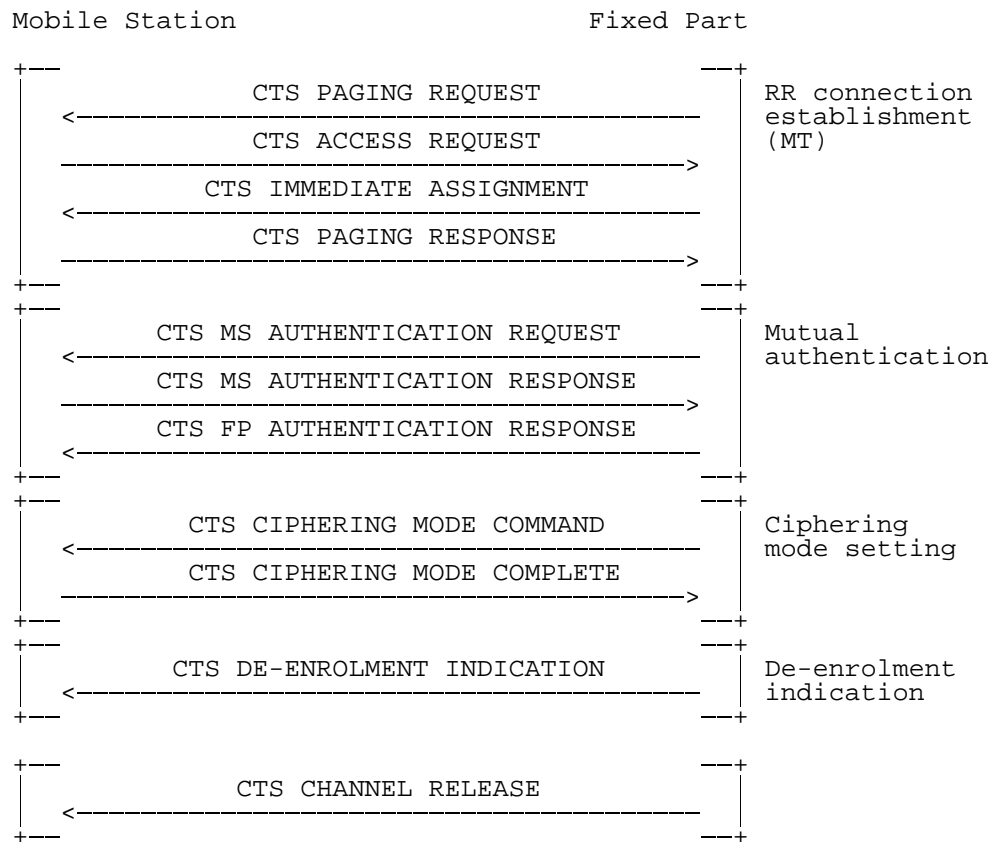 Mobile Station Fixed Part
CTS PAGING REQUEST RR connection
establishment
CTS ACCESS REQUEST (MT)
CTS IMMEDIATE ASSIGNMENT
CTS PAGING RESPONSE
CTS MS AUTHENTICATION REQUEST Mutual
authentication
CTS MS AUTHENTICATION RESPONSE
CTS FP AUTHENTICATION RESPONSE
CTS CIPHERING MODE COMMAND Ciphering
mode setting
CTS CIPHERING MODE COMPLETE
CTS DE-ENROLMENT INDICATION De-enrolment
indication
CTS CHANNEL RELEASE